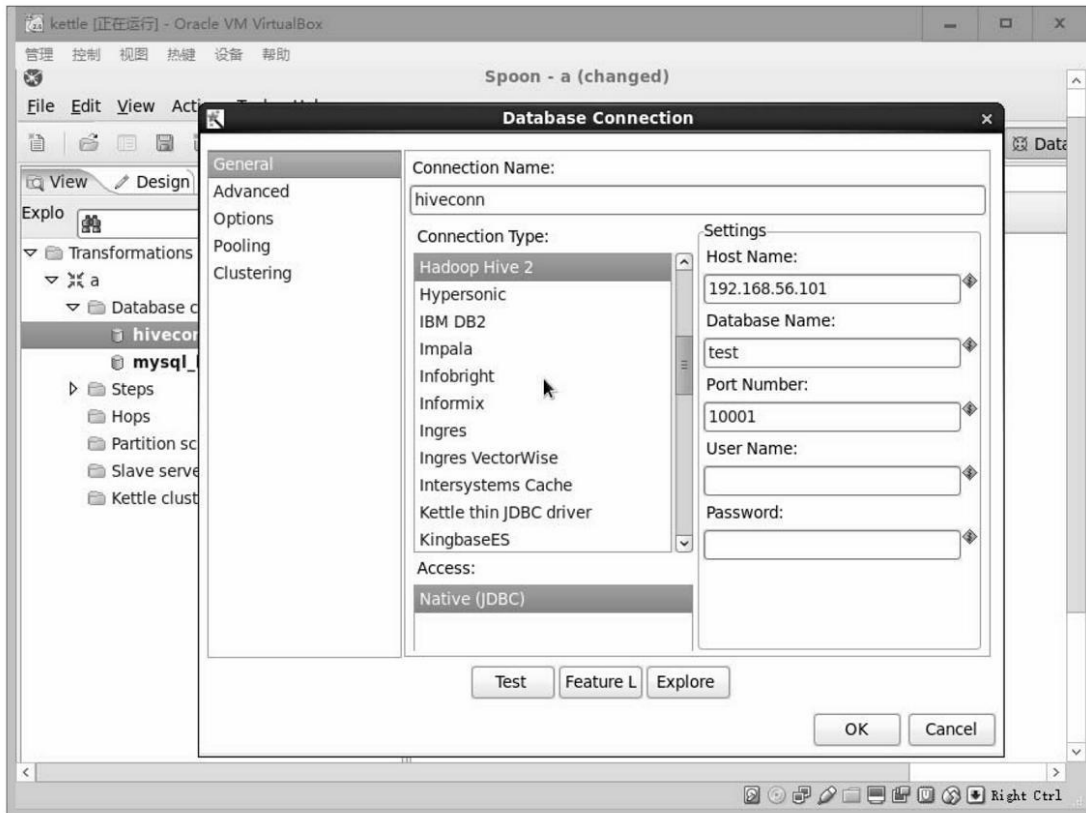 kettle [正在运行] - Oracle VM VirtualBox
管理 控制 视图 热键 设备 帮助
Spoon - a (changed)
File Edit View
Database Connection
View Design
Explo
Transformations
a
Database c
hivecor
mysql_
Steps
Hops
Partition sc
Slave serve
Kettle clust
General
Advanced
Options
Pooling
Clustering
Connection Name:
hiveconn
Connection Type:
Hadoop Hive 2
Hypersonic
IBM DB2
Impala
Infobright
Informix
Ingres
Ingres VectorWise
Intersystems Cache
Kettle thin JDBC driver
KingbaseES
Access:
Native (JDBC)
Settings
Host Name:
192.168.56.101
Database Name:
test
Port Number:
10001
User Name:
Password:
Test Feature L Explore
OK Cancel
Data
Right Ctrl